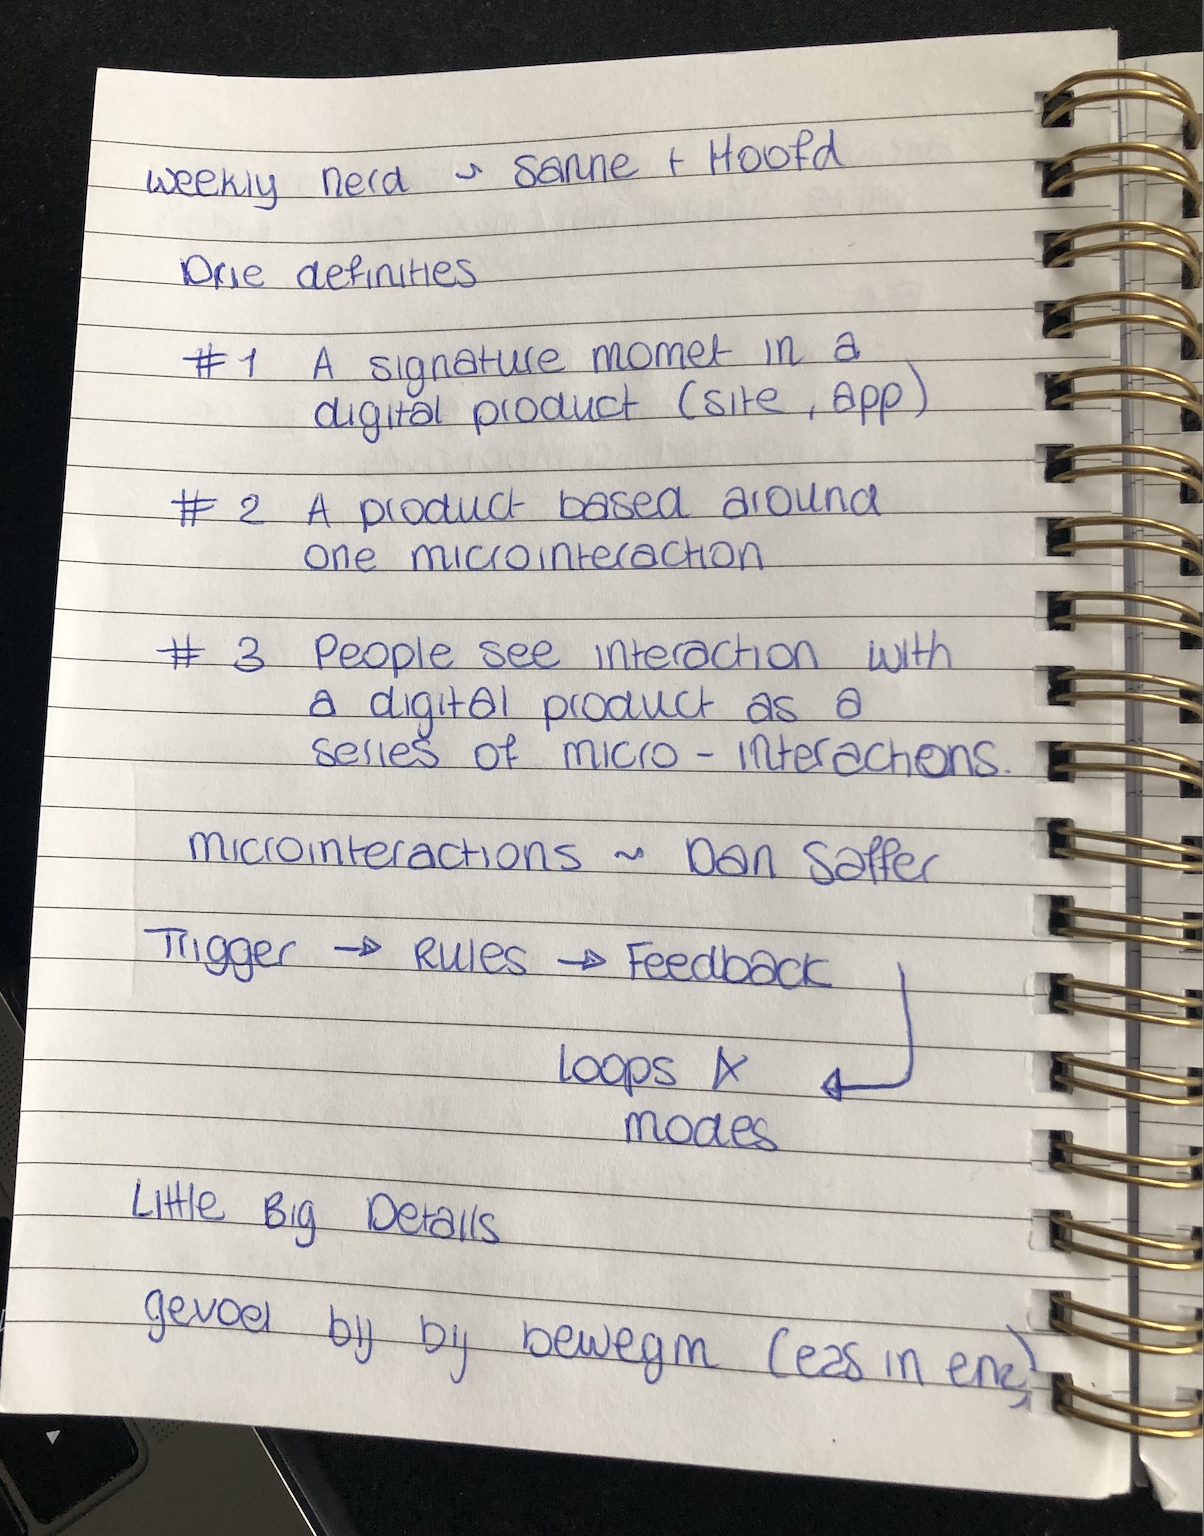 weekly nerd ~ Sanne + Hoofd
Drie definities
#1 A signature momet in a
digital product (site, app)
#2 A product based around
one microinteraction
#3 People see interaction with
a digital product as a
series of micro-interactions.
microinteractions ~ Dan Saffer
Trigger → Rules → Feedback
Loops &
modes
Little Big Details
gevoel bij bij bewegin (eas in enz)